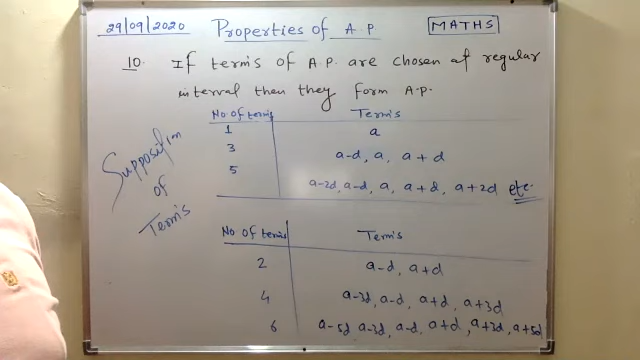 29/09/2020 Properties of A.P. MATHS
10. If terms of A.P. are chosen at regular
interval then they form A.P.
No of terms Terms
1 a
3 a-d, a, a+d
5
a-2d, a-d, a, a+d, a+2d etc.
Supposition
of
Terms
No of terms Terms
2 a-d, a+d
4 a-3d, a-d, a+d, a+3d
6 a-5d, a-3d, a-d, a+d, a+3d, a+5d